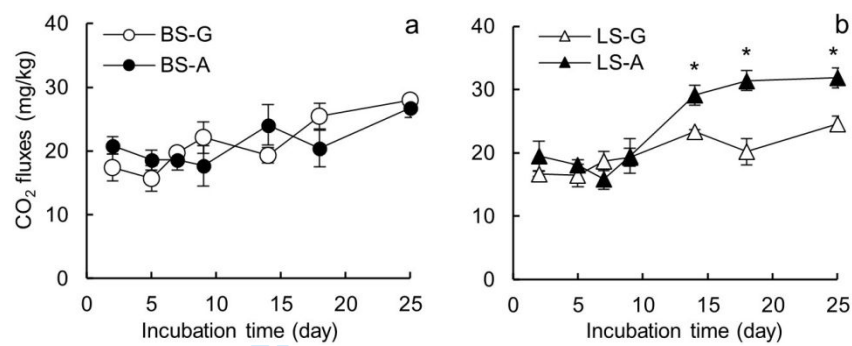 a
BS-G
BS-A
CO₂ fluxes (mg/kg)
40
30
20
10
0
0 5 10 15 20 25
Incubation time (day)
b
LS-G
LS-A
* * *
40
30
20
10
0
0 5 10 15 20 25
Incubation time (day)